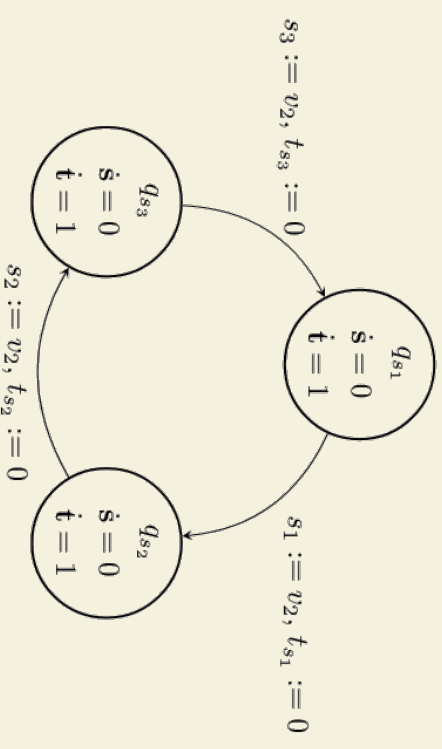 q_{s_1}
ṡ = 0
ṫ = 1
s_3 := v_2, t_{s_3} := 0
s_1 := v_2, t_{s_1} := 0
q_{s_3}
ṡ = 0
ṫ = 1
q_{s_2}
ṡ = 0
ṫ = 1
s_2 := v_2, t_{s_2} := 0